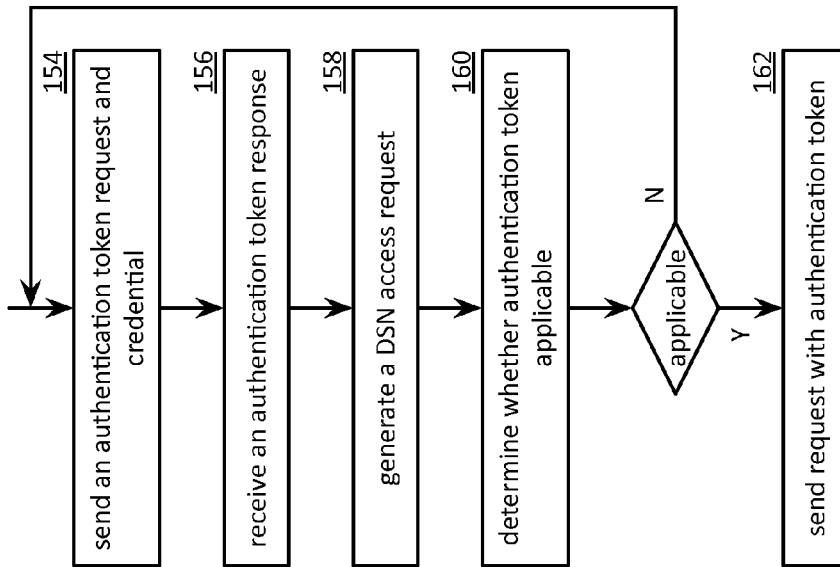 154
send an authentication token request and
credential
156
receive an authentication token response
158
generate a DSN access request
160
determine whether authentication token
applicable
applicable
N
Y
162
send request with authentication token